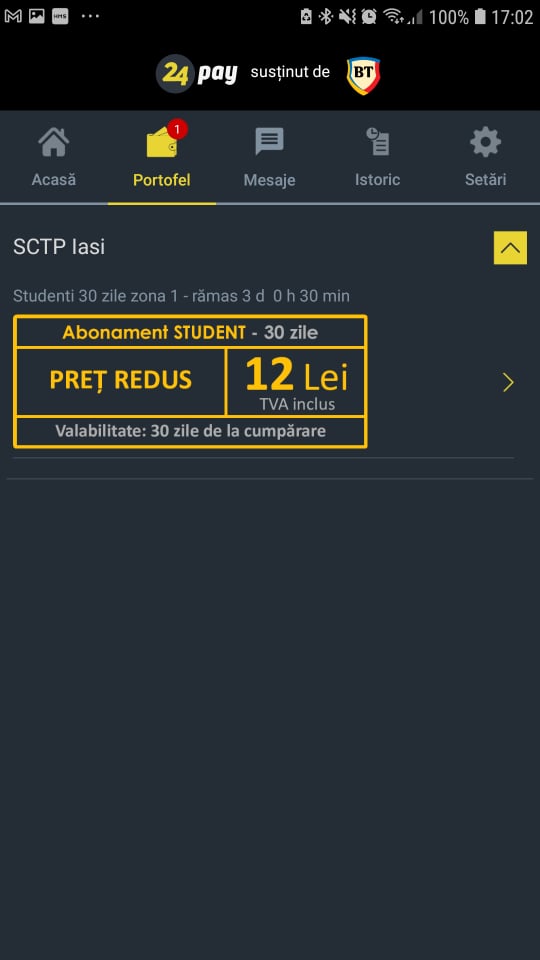 HMS
100%
17:02
24 pay susținut de BT
1
Acasă
Portofel
Mesaje
Istoric
Setări
SCTP Iasi
Studenti 30 zile zona 1 - rămas 3 d 0 h 30 min
Abonament STUDENT - 30 zile
PREȚ REDUS
12 Lei
TVA inclus
Valabilitate: 30 zile de la cumpărare